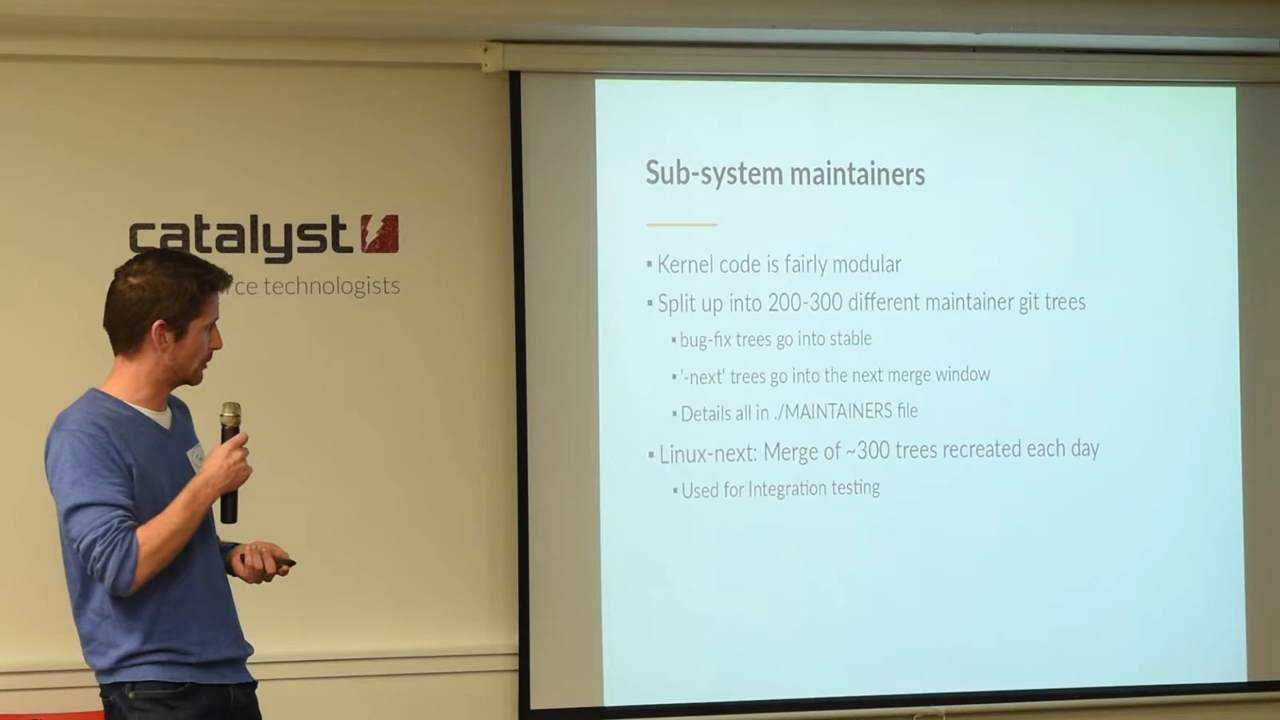 catalyst
technologists
Sub-system maintainers
▪ Kernel code is fairly modular
▪ Split up into 200-300 different maintainer git trees
▪ bug-fix trees go into stable
▪ '-next' trees go into the next merge window
▪ Details all in ./MAINTAINERS file
▪ Linux-next: Merge of ~300 trees recreated each day
▪ Used for Integration testing